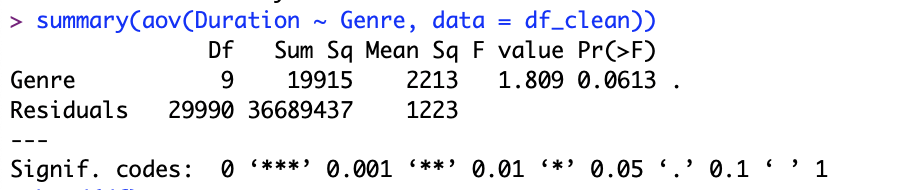 > summary(aov(Duration ~ Genre, data = df_clean))
               Df   Sum Sq Mean Sq F value Pr(>F)
Genre           9    19915    2213   1.809 0.0613 .
Residuals   29990 36689437    1223
---
Signif. codes:  0 ‘***’ 0.001 ‘**’ 0.01 ‘*’ 0.05 ‘.’ 0.1 ‘ ’ 1